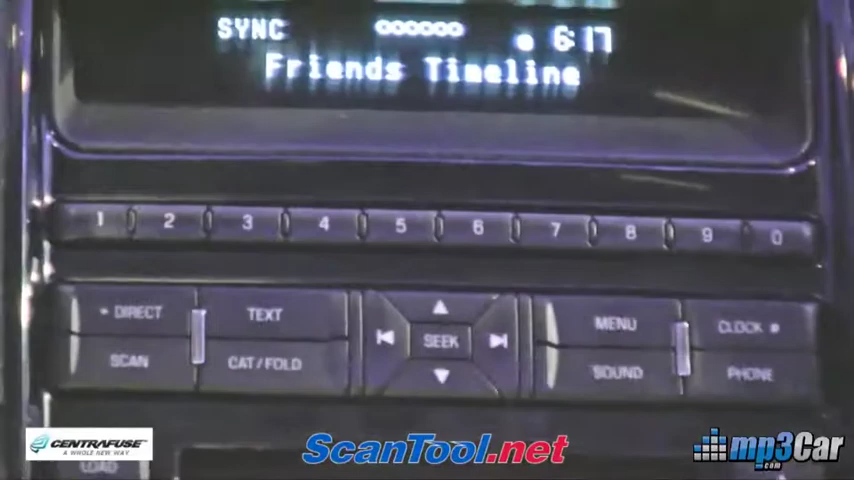 SYNC 6:17
Friends Timeline
1 2 3 4 5 6 7 8 9 0
* DIRECT TEXT MENU CLOCK #
SCAN CAT/FOLD SEEK SOUND PHONE
CENTRAFUSE
A WHOLE NEW WAY
LOAD
ScanTool.net
mp3Car
.com